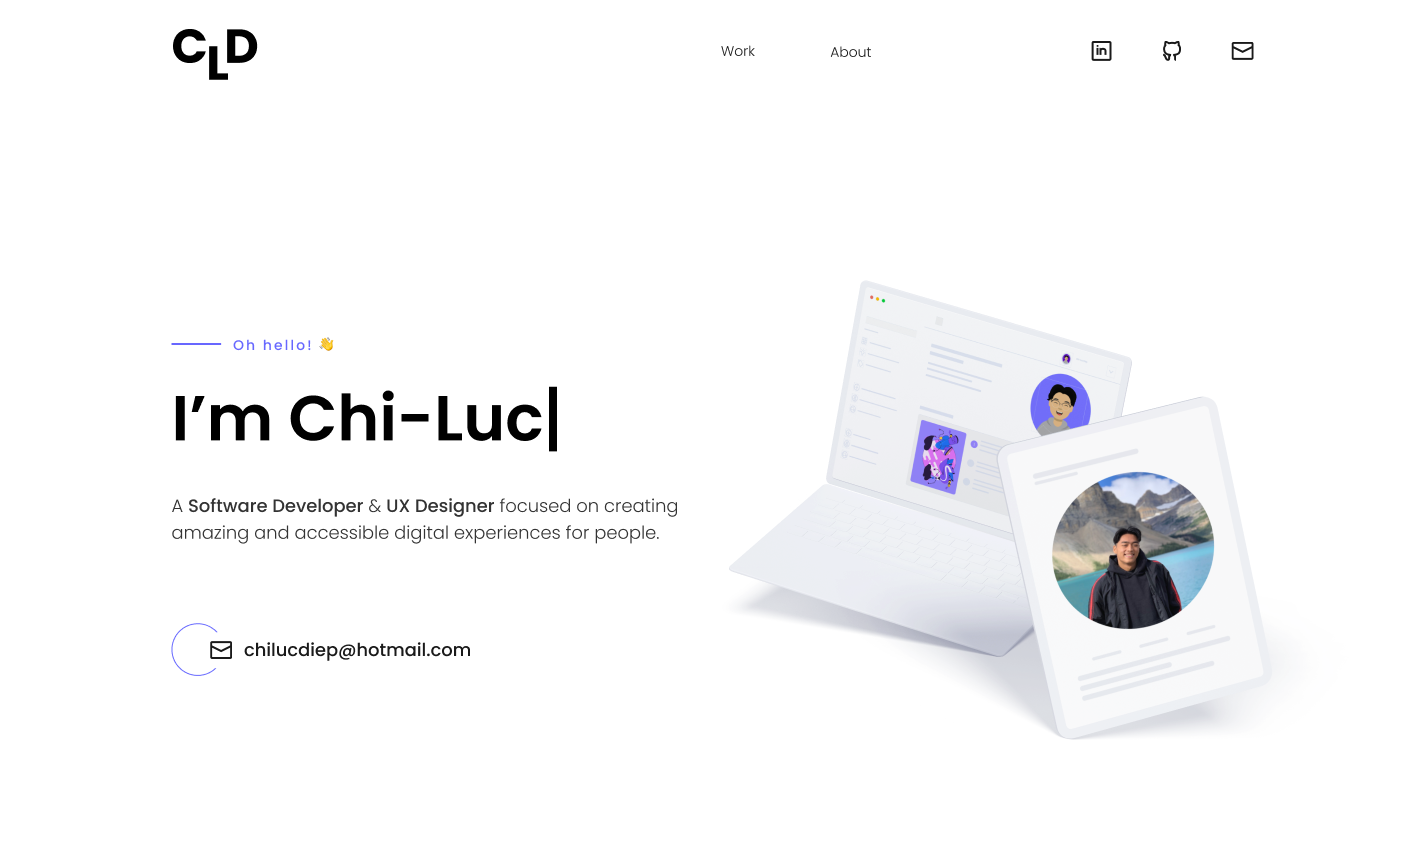 CLD
Work
About
Oh hello! 👋
I’m Chi-Luc|
A Software Developer & UX Designer focused on creating
amazing and accessible digital experiences for people.
chilucdiep@hotmail.com